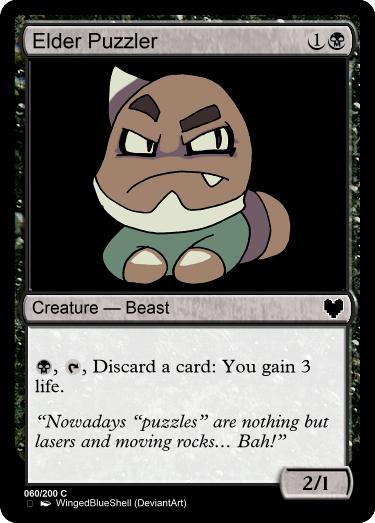 Elder Puzzler 1
Creature — Beast
, , Discard a card: You gain 3
life.
“Nowadays “puzzles” are nothing but
lasers and moving rocks… Bah!”
2/1
060/200 C
WingedBlueShell (DeviantArt)